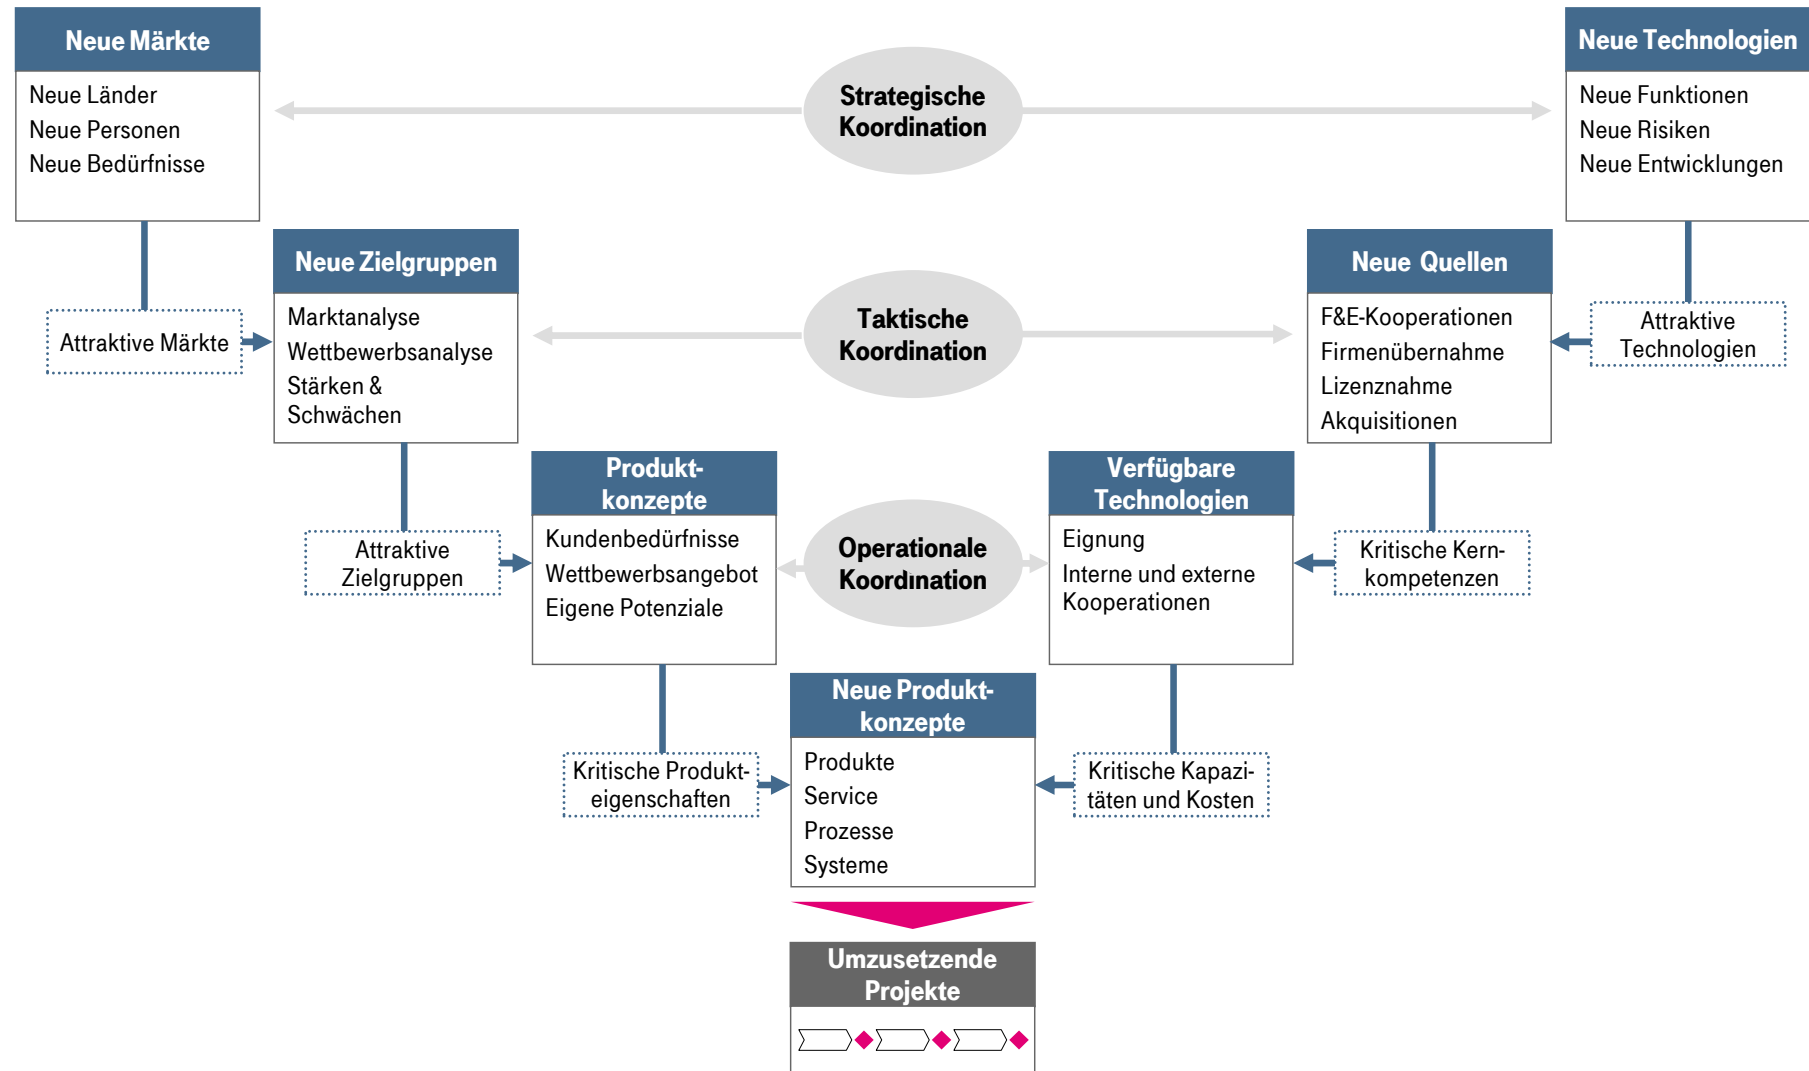 Neue Märkte
Neue Länder
Neue Personen
Neue Bedürfnisse
Strategische
Koordination
Neue Technologien
Neue Funktionen
Neue Risiken
Neue Entwicklungen
Attraktive Märkte
Neue Zielgruppen
Marktanalyse
Wettbewerbsanalyse
Stärken &
Schwächen
Taktische
Koordination
Neue Quellen
F&E-Kooperationen
Firmenübernahme
Lizenznahme
Akquisitionen
Attraktive
Technologien
Attraktive
Zielgruppen
Produkt-
konzepte
Kundenbedürfnisse
Wettbewerbsangebot
Eigene Potenziale
Operationale
Koordination
Verfügbare
Technologien
Eignung
Interne und externe
Kooperationen
Kritische Kern-
kompetenzen
Kritische Produkt-
eigenschaften
Neue Produkt-
konzepte
Produkte
Service
Prozesse
Systeme
Kritische Kapazi-
täten und Kosten
Umzusetzende
Projekte